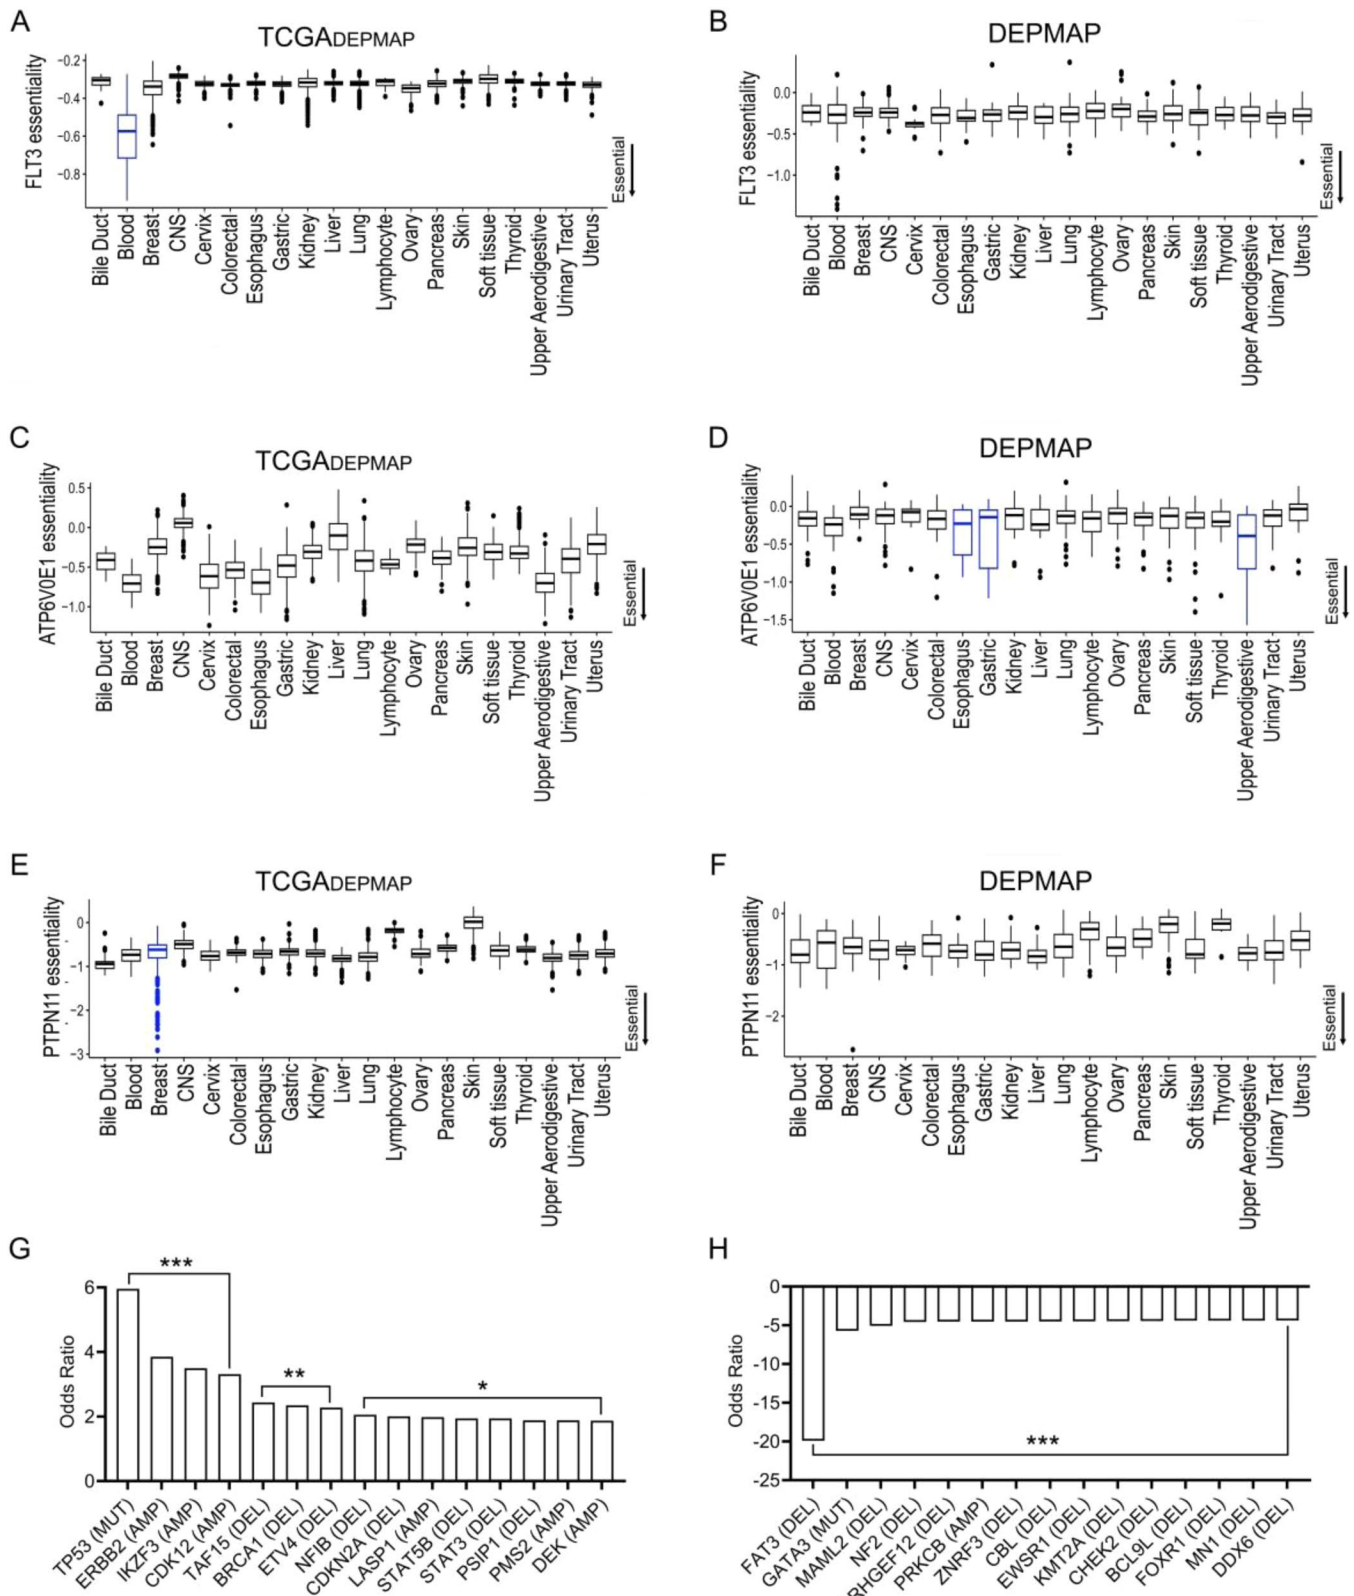 A
TCGADEPMAP
FLT3 essentiality
-0.2
-0.4
-0.6
-0.8
Essential
Bile Duct
Blood
Breast
CNS
Cervix
Colorectal
Esophagus
Gastric
Kidney
Liver
Lung
Lymphocyte
Ovary
Pancreas
Skin
Soft tissue
Thyroid
Upper Aerodigestive
Urinary Tract
Uterus
B
DEPMAP
FLT3 essentiality
0.0
-0.5
-1.0
Essential
Bile Duct
Blood
Breast
CNS
Cervix
Colorectal
Esophagus
Gastric
Kidney
Liver
Lung
Lymphocyte
Ovary
Pancreas
Skin
Soft tissue
Thyroid
Upper Aerodigestive
Urinary Tract
Uterus
C
TCGADEPMAP
ATP6V0E1 essentiality
0.5
0.0
-0.5
-1.0
Essential
Bile Duct
Blood
Breast
CNS
Cervix
Colorectal
Esophagus
Gastric
Kidney
Liver
Lung
Lymphocyte
Ovary
Pancreas
Skin
Soft tissue
Thyroid
Upper Aerodigestive
Urinary Tract
Uterus
D
DEPMAP
ATP6V0E1 essentiality
0.0
-0.5
-1.0
-1.5
Essential
Bile Duct
Blood
Breast
CNS
Cervix
Colorectal
Esophagus
Gastric
Kidney
Liver
Lung
Lymphocyte
Ovary
Pancreas
Skin
Soft tissue
Thyroid
Upper Aerodigestive
Urinary Tract
Uterus
E
TCGADEPMAP
PTPN11 essentiality
0
-1
-2
-3
Essential
Bile Duct
Blood
Breast
CNS
Cervix
Colorectal
Esophagus
Gastric
Kidney
Liver
Lung
Lymphocyte
Ovary
Pancreas
Skin
Soft tissue
Thyroid
Upper Aerodigestive
Urinary Tract
Uterus
F
DEPMAP
PTPN11 essentiality
0
-1
-2
Essential
Bile Duct
Blood
Breast
CNS
Cervix
Colorectal
Esophagus
Gastric
Kidney
Liver
Lung
Lymphocyte
Ovary
Pancreas
Skin
Soft tissue
Thyroid
Upper Aerodigestive
Urinary Tract
Uterus
G
Odds Ratio
6
4
2
0
***
**
*
TP53 (MUT)
ERBB2 (AMP)
IKZF3 (AMP)
CDK12 (AMP)
TAF15 (DEL)
BRCA1 (DEL)
ETV4 (DEL)
NFIB (DEL)
CDKN2A (DEL)
LASP1 (AMP)
STAT5B (DEL)
STAT3 (DEL)
PSIP1 (DEL)
PMS2 (AMP)
DEK (AMP)
H
Odds Ratio
0
-5
-10
-15
-20
-25
***
FAT3 (DEL)
GATA3 (MUT)
MAML2 (DEL)
NF2 (DEL)
RHGEF12 (DEL)
PRKCB (AMP)
ZNRF3 (DEL)
CBL (DEL)
EWSR1 (DEL)
KMT2A (DEL)
CHEK2 (DEL)
BCL9L (DEL)
FOXR1 (DEL)
MN1 (DEL)
DDX6 (DEL)